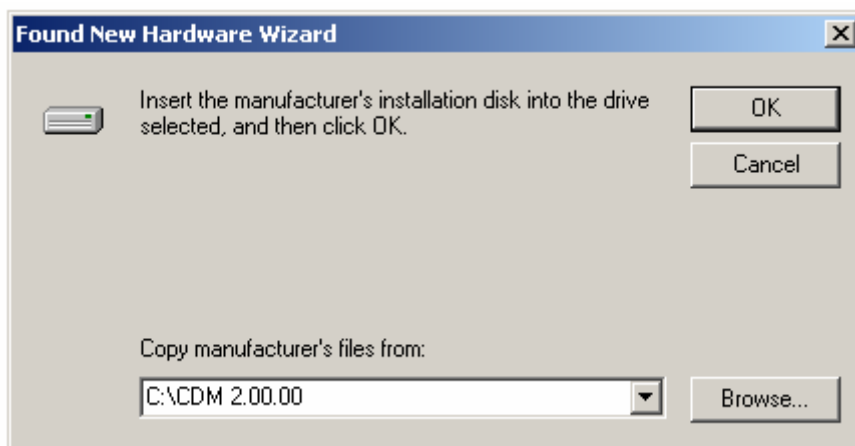 Found New Hardware Wizard
Insert the manufacturer's installation disk into the drive
selected, and then click OK.
OK
Cancel
Copy manufacturer's files from:
C:\CDM 2.00.00
Browse...